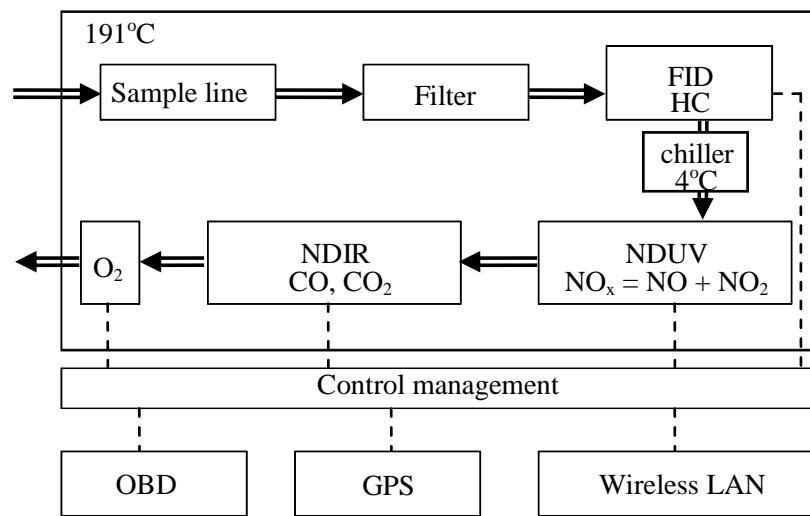 191°C
Sample line
Filter
FID
HC
chiller
4°C
O₂
NDIR
CO, CO₂
NDUV
NOₓ = NO + NO₂
Control management
OBD
GPS
Wireless LAN